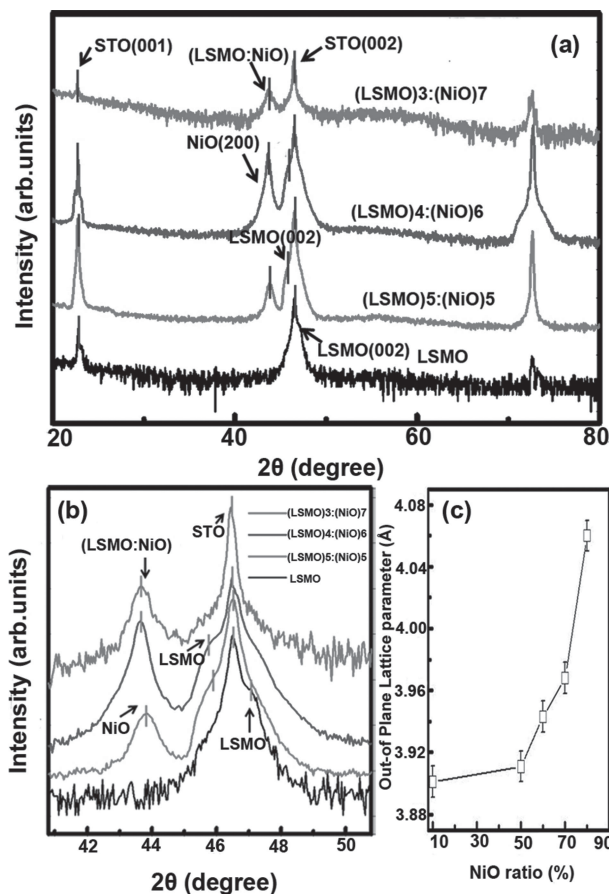 (a)
STO(001)
(LSMO:NiO)
STO(002)
(LSMO)3:(NiO)7
NiO(200)
(LSMO)4:(NiO)6
LSMO(002)
(LSMO)5:(NiO)5
LSMO(002)
LSMO
Intensity (arb.units)
20 40 60 80
2θ (degree)
(b)
(LSMO:NiO)
STO
(LSMO)3:(NiO)7
(LSMO)4:(NiO)6
(LSMO)5:(NiO)5
LSMO
LSMO
NiO
LSMO
Intensity (arb.units)
42 44 46 48 50
2θ (degree)
(c)
Out-of Plane Lattice parameter (Å)
4.08
4.04
4.00
3.96
3.92
3.88
10 30 50 70 90
NiO ratio (%)